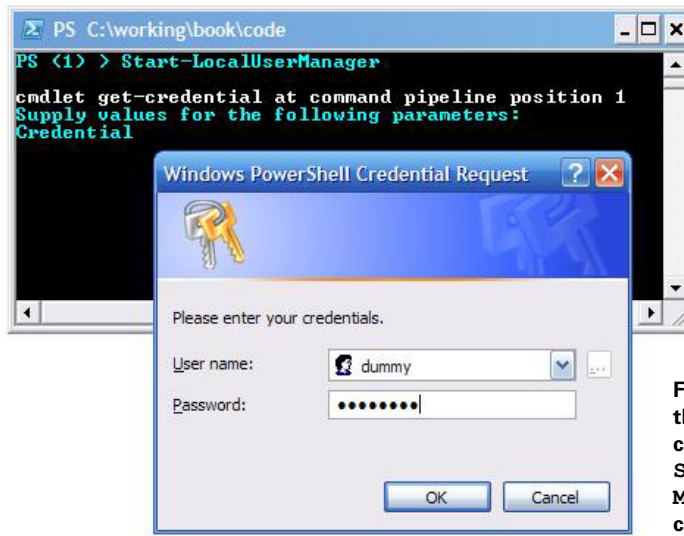 PS C:\working\book\code
PS (1) > Start-LocalUserManager
cmdlet get-credential at command pipeline position 1
Supply values for the following parameters:
Credential
Windows PowerShell Credential Request
Please enter your credentials.
User name:
dummy
...
Password:
••••••••
OK
Cancel